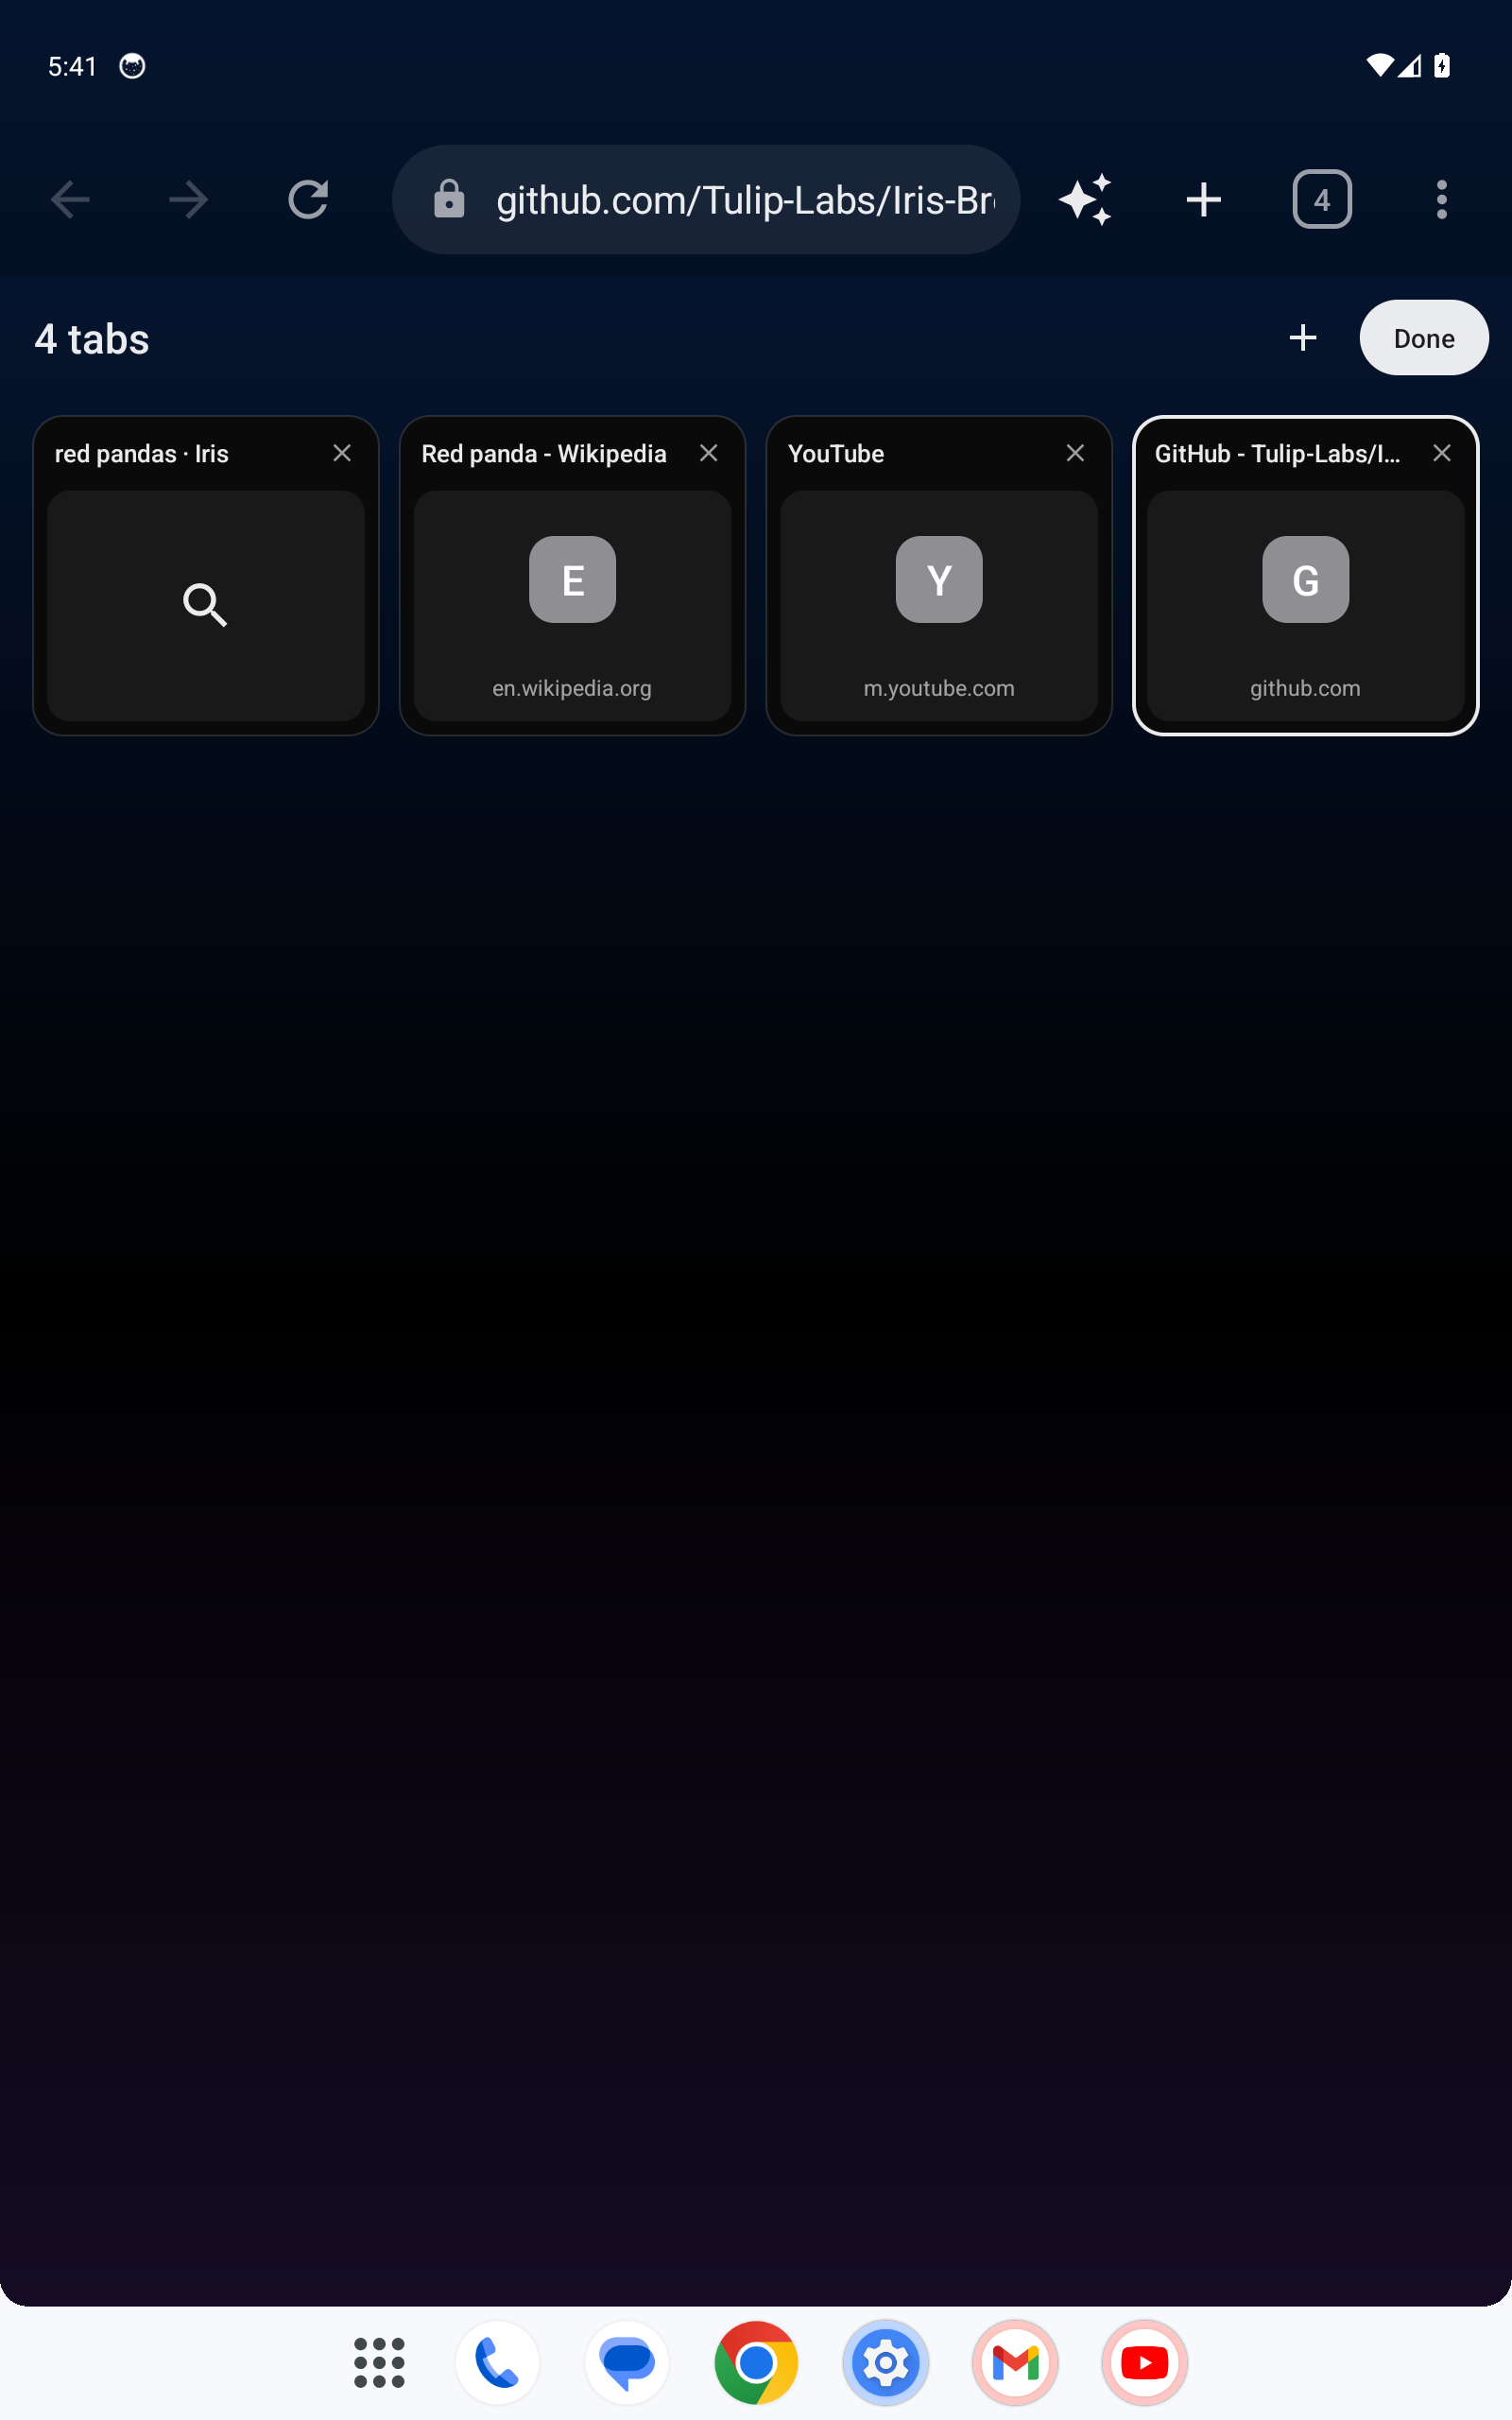 5:41
github.com/Tulip-Labs/Iris-Br
4
4 tabs
Done
red pandas · Iris
Red panda - Wikipedia
YouTube
GitHub - Tulip-Labs/I...
E
Y
G
en.wikipedia.org
m.youtube.com
github.com